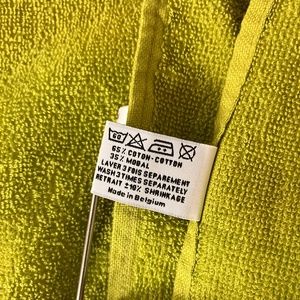 60
65% COTON-COTTON
35% MODAL
LAVER 3 FOIS SEPAREMENT
WASH 3 TIMES SEPARATELY
RETRAIT ±10% SHRINKAGE
Made in Belgium